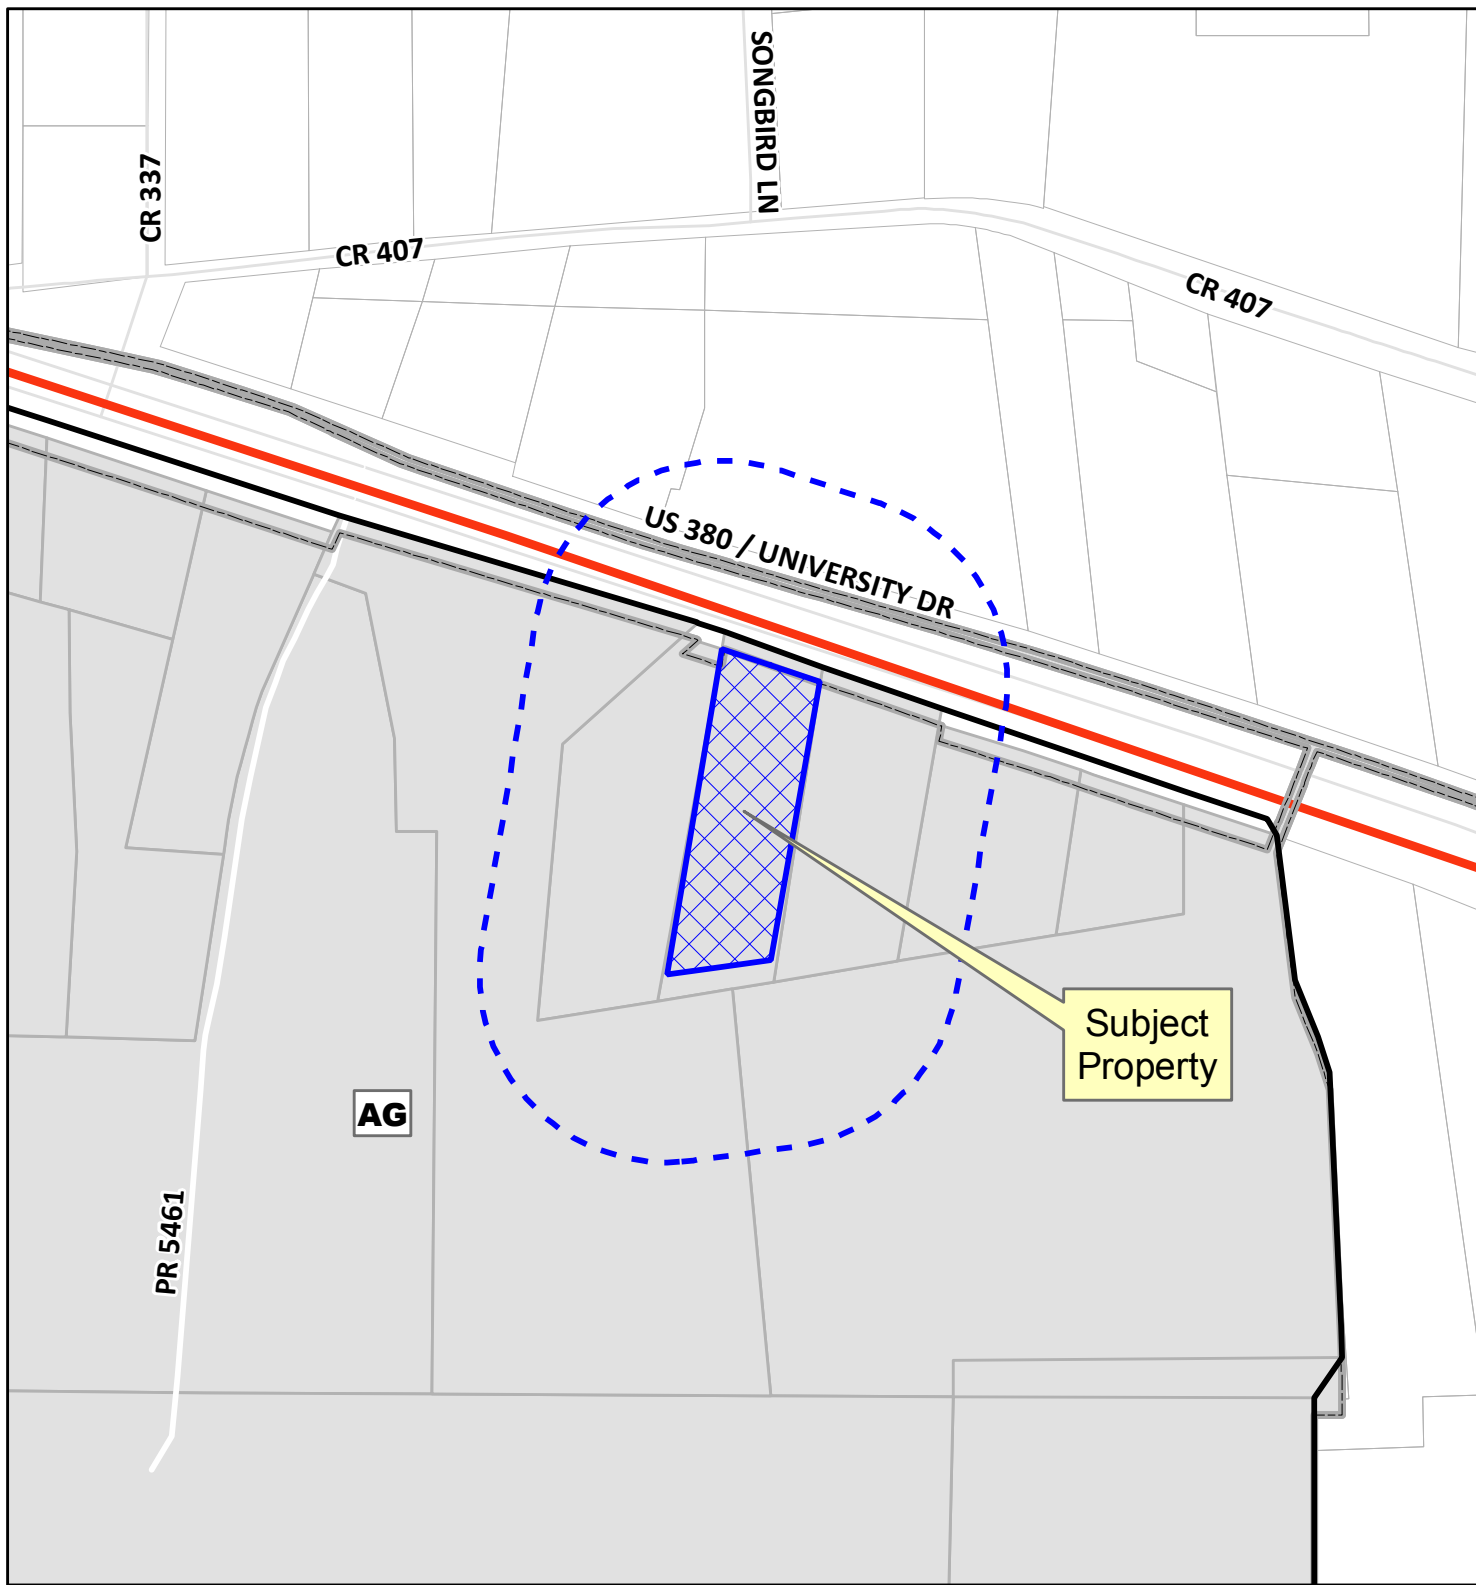 SONGBIRD LN
CR 337
CR 407
CR 407
US 380 / UNIVERSITY DR
Subject
Property
AG
PR 5461